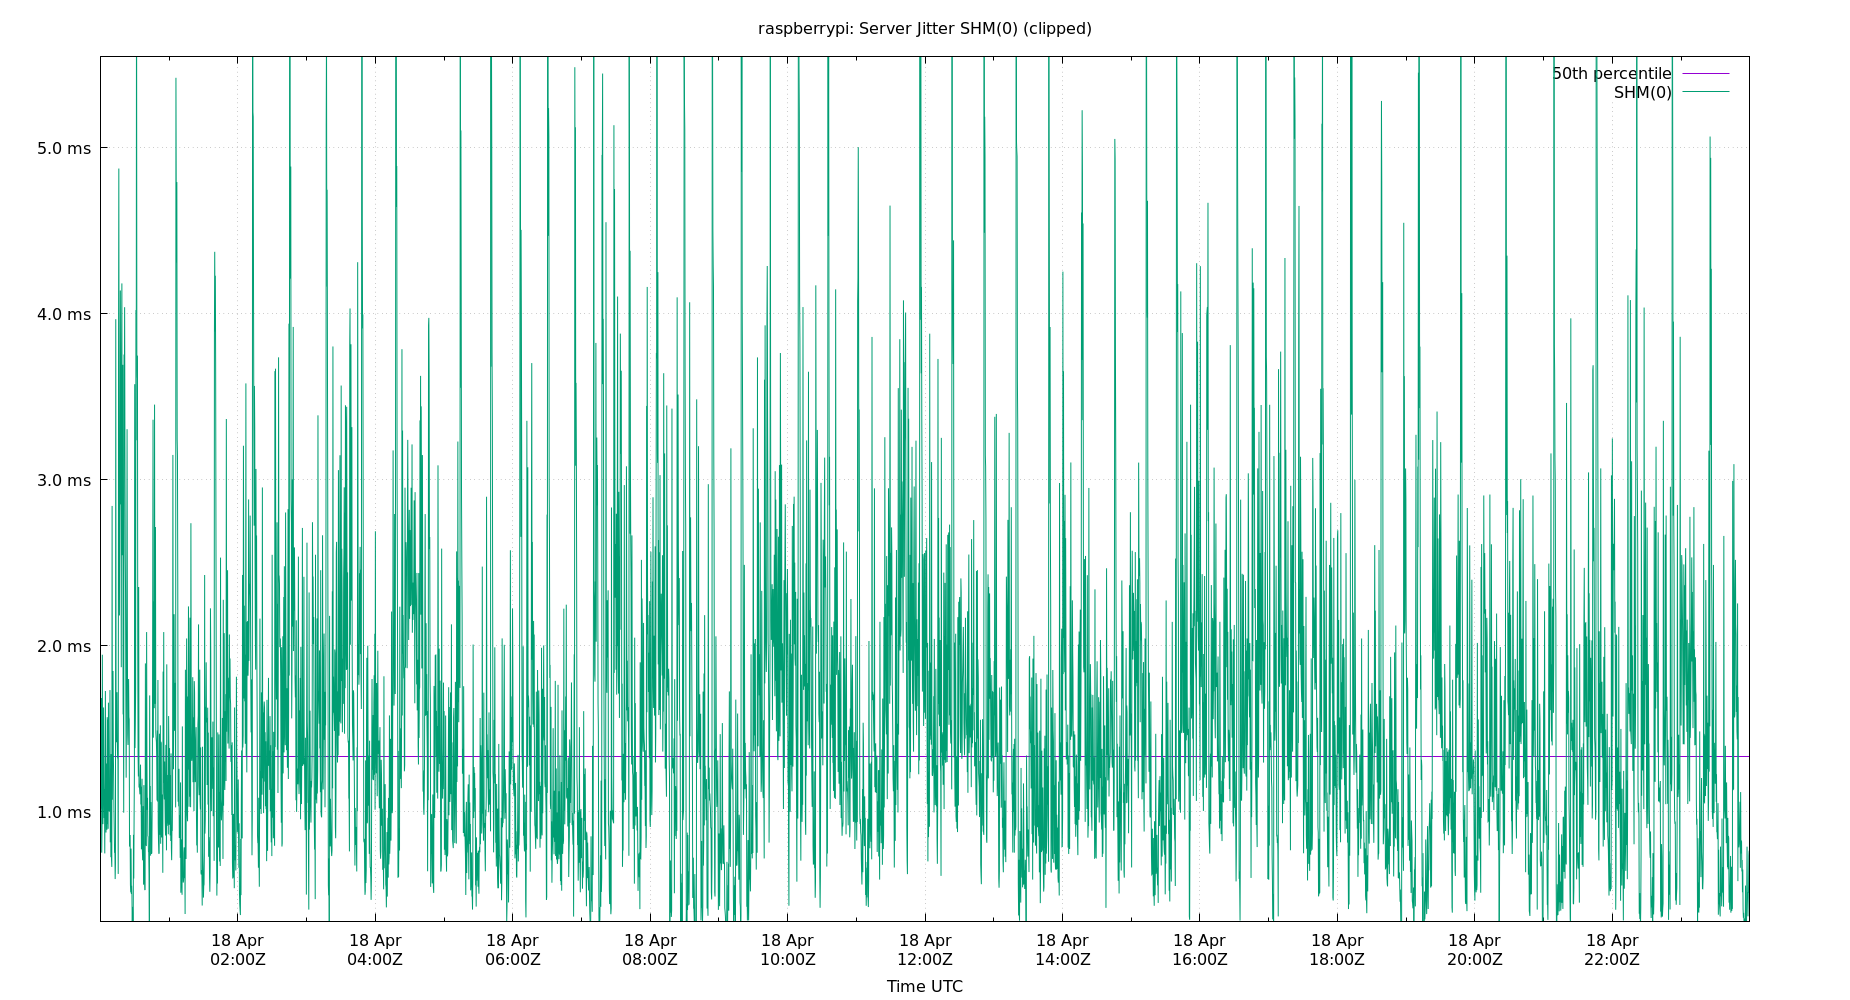 raspberrypi: Server Jitter SHM(0) (clipped)
50th percentile
SHM(0)
5.0 ms
4.0 ms
3.0 ms
2.0 ms
1.0 ms
18 Apr 18 Apr 18 Apr 18 Apr 18 Apr 18 Apr 18 Apr 18 Apr 18 Apr 18 Apr 18 Apr
02:00Z 04:00Z 06:00Z 08:00Z 10:00Z 12:00Z 14:00Z 16:00Z 18:00Z 20:00Z 22:00Z
Time UTC